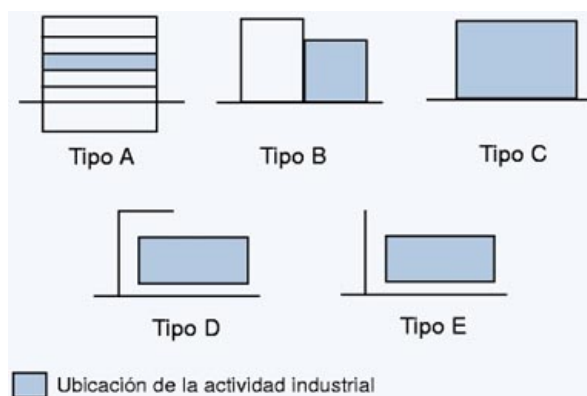 Tipo A
Tipo B
Tipo C
Tipo D
Tipo E
Ubicación de la actividad industrial